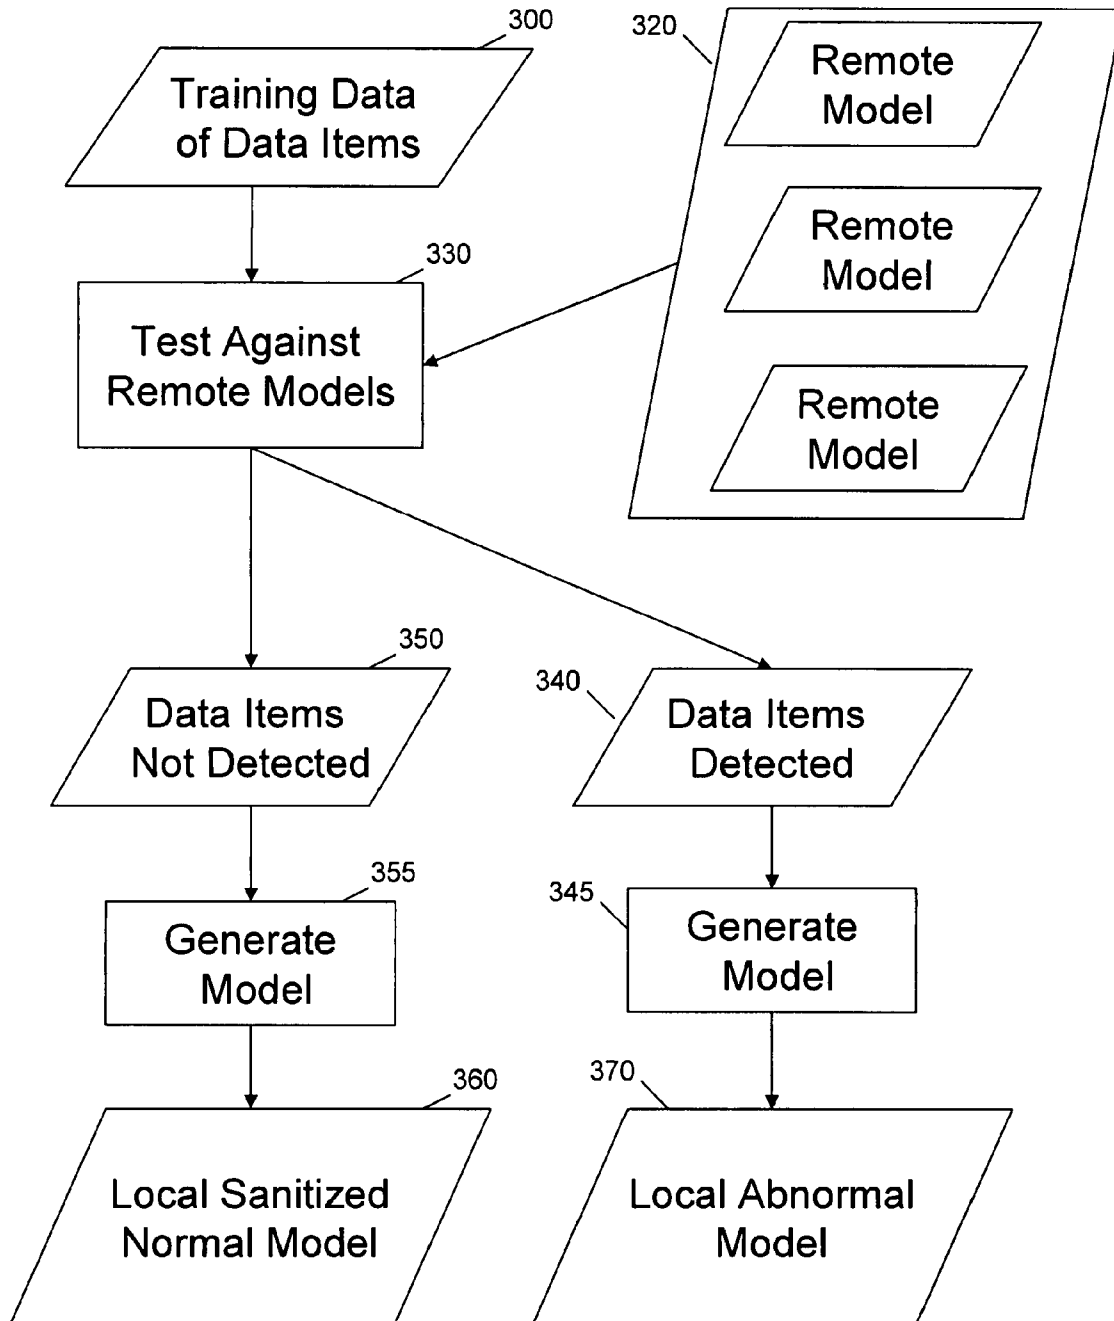 300
Training Data
of Data Items
320
Remote
Model
Remote
Model
Remote
Model
330
Test Against
Remote Models
350
Data Items
Not Detected
340
Data Items
Detected
355
Generate
Model
345
Generate
Model
360
Local Sanitized
Normal Model
370
Local Abnormal
Model